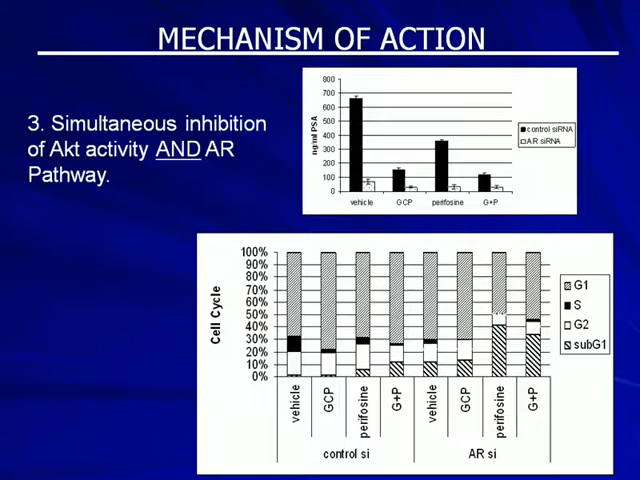 MECHANISM OF ACTION
3. Simultaneous inhibition
of Akt activity AND AR
Pathway.
800
700
600
500
400
300
200
100
0
ng/ml PSA
vehicle GCP perifosine G+P
control siRNA
AR siRNA
100%
90%
80%
70%
60%
50%
40%
30%
20%
10%
0%
Cell Cycle
vehicle GCP perifosine G+P vehicle GCP perifosine G+P
control si AR si
G1
S
G2
subG1